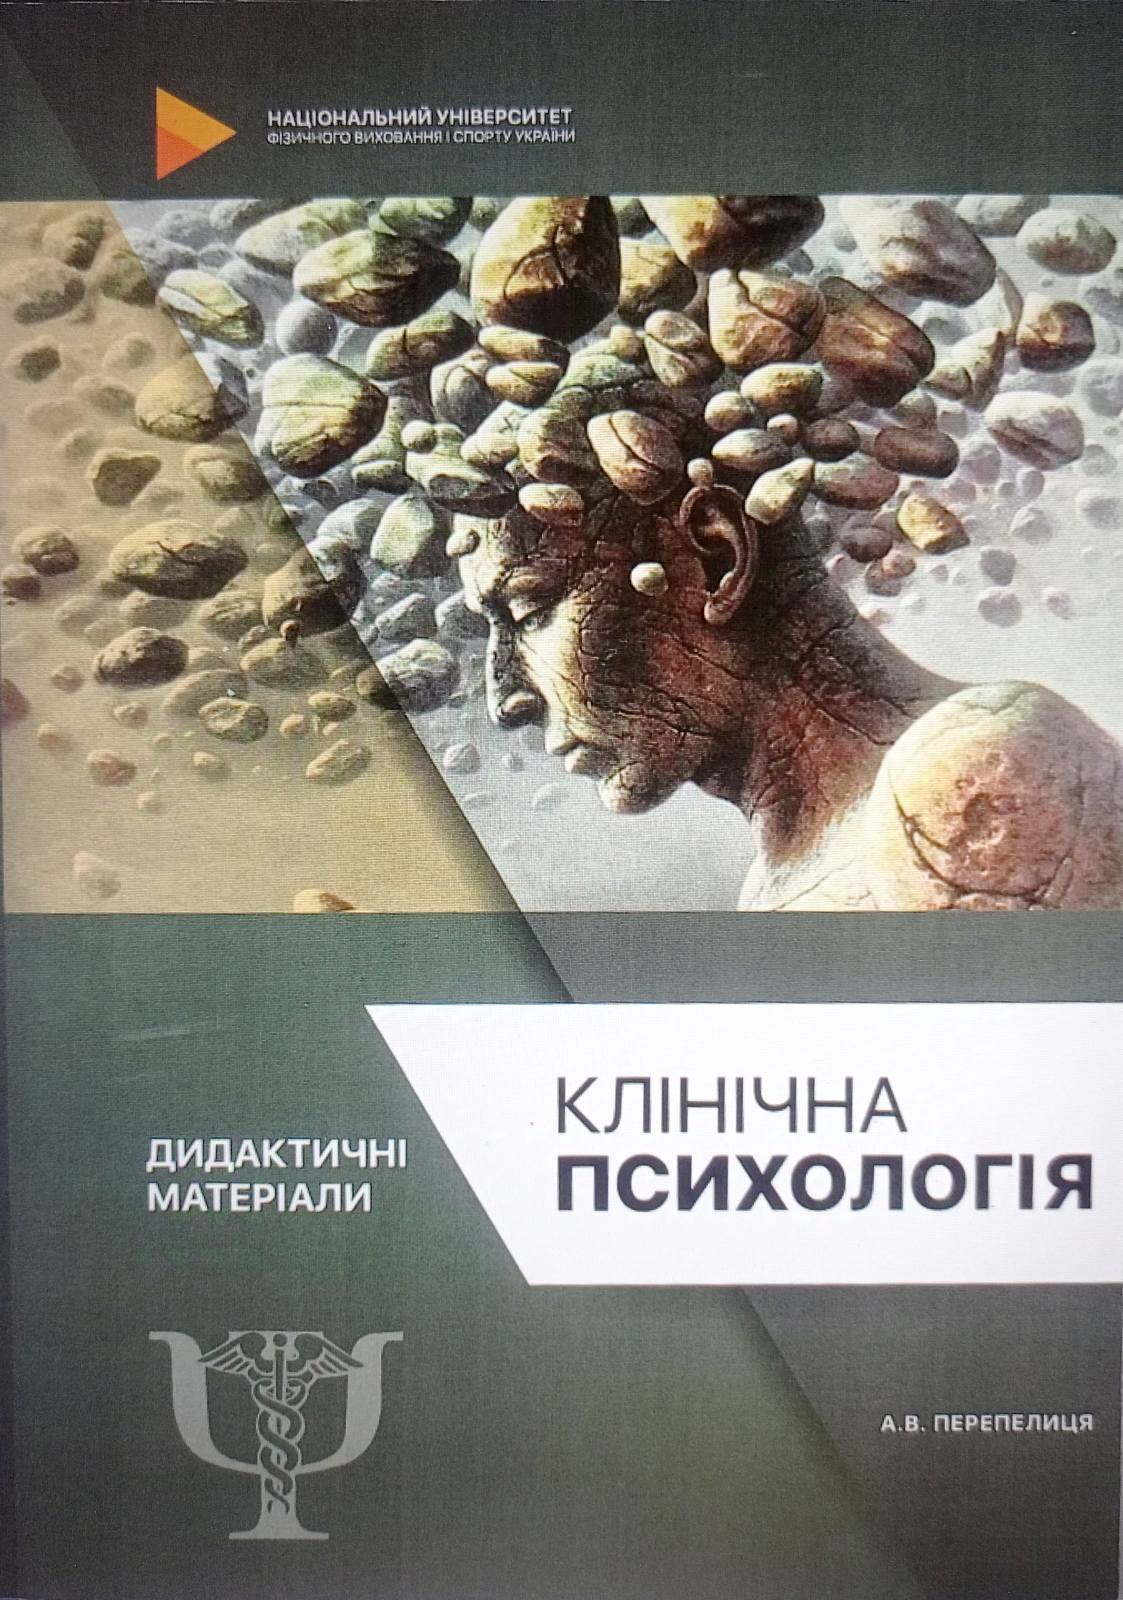 НАЦІОНАЛЬНИЙ УНІВЕРСИТЕТ
ФІЗИЧНОГО ВИХОВАННЯ І СПОРТУ УКРАЇНИ
КЛІНІЧНА
ПСИХОЛОГІЯ
ДИДАКТИЧНІ
МАТЕРІАЛИ
А.В. ПЕРЕПЕЛИЦЯ